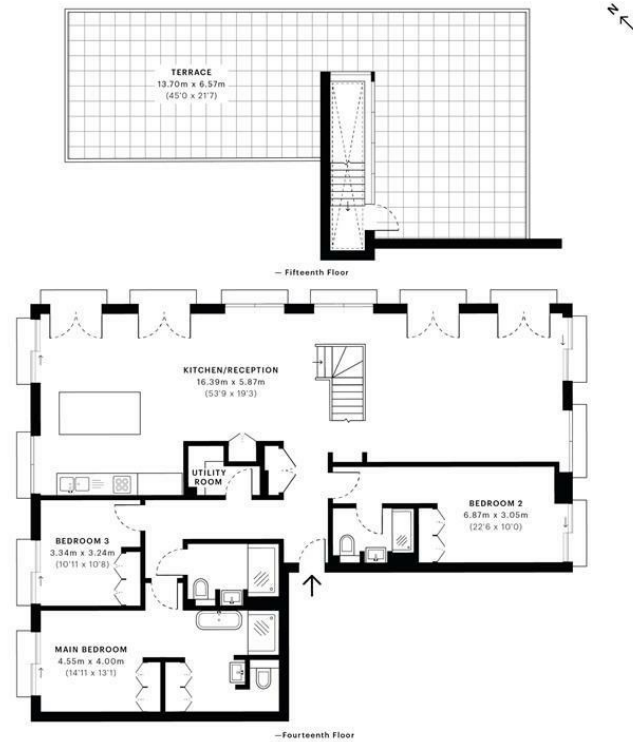 N
TERRACE
13.70m x 6.57m
(45'0 x 21'7)
— Fifteenth Floor
KITCHEN/RECEPTION
16.39m x 5.87m
(53'9 x 19'3)
UTILITY
ROOM
BEDROOM 2
6.87m x 3.05m
(22'6 x 10'0)
BEDROOM 3
3.34m x 3.24m
(10'11 x 10'8)
MAIN BEDROOM
4.55m x 4.00m
(14'11 x 13'1)
—Fourteenth Floor